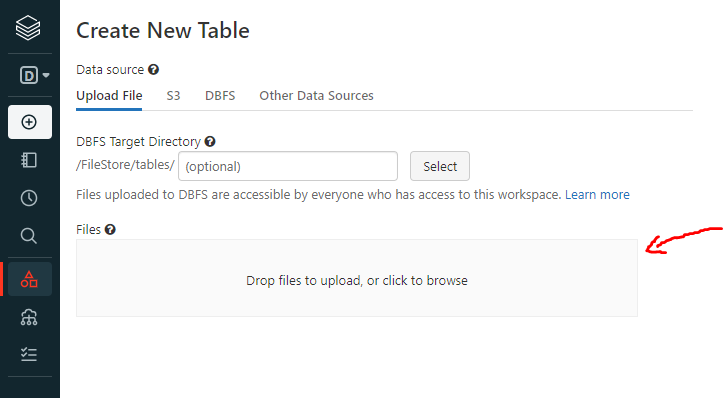 Create New Table
Data source
Upload File S3 DBFS Other Data Sources
DBFS Target Directory
/FileStore/tables/ (optional) Select
Files uploaded to DBFS are accessible by everyone who has access to this workspace. Learn more
Files
Drop files to upload, or click to browse
D